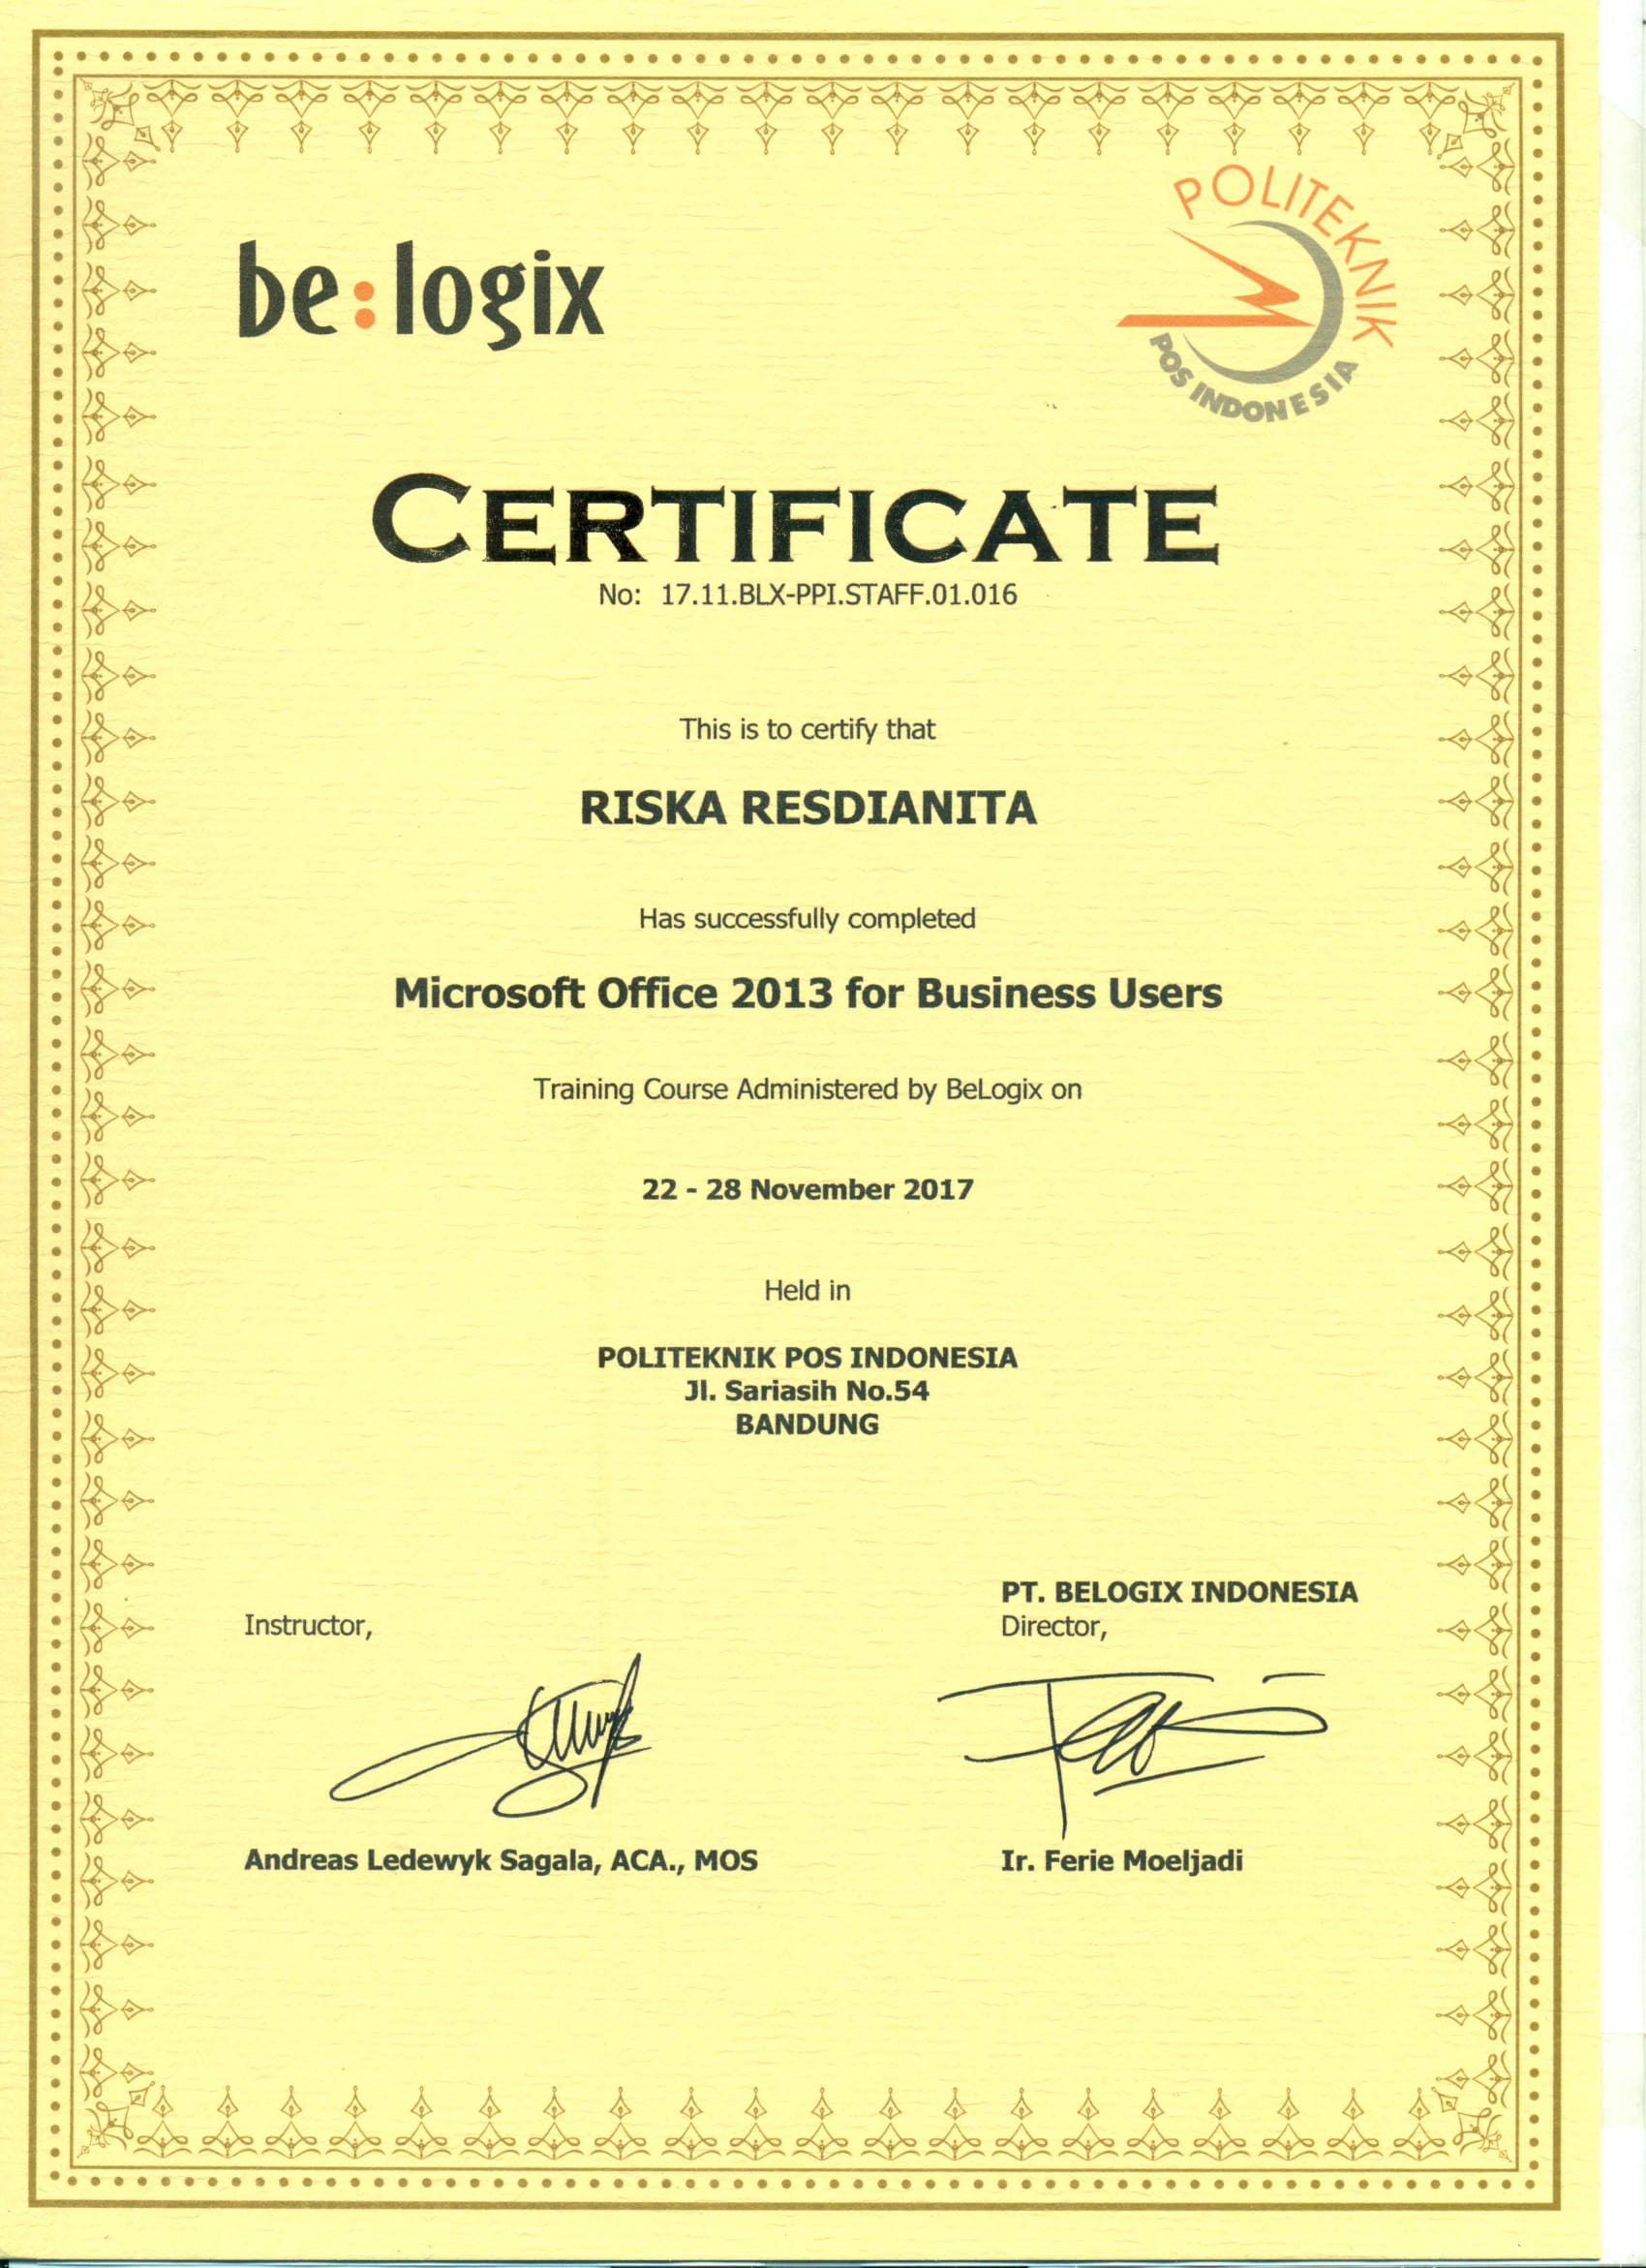 be:logix
POLITEKNIK
POS INDONESIA
CERTIFICATE
No: 17.11.BLX-PPI.STAFF.01.016
This is to certify that
RISKA RESDIANITA
Has successfully completed
Microsoft Office 2013 for Business Users
Training Course Administered by BeLogix on
22 - 28 November 2017
Held in
POLITEKNIK POS INDONESIA
Jl. Sariasih No.54
BANDUNG
PT. BELOGIX INDONESIA
Instructor,
Director,
Andreas Ledewyk Sagala, ACA., MOS
Ir. Ferie Moeljadi